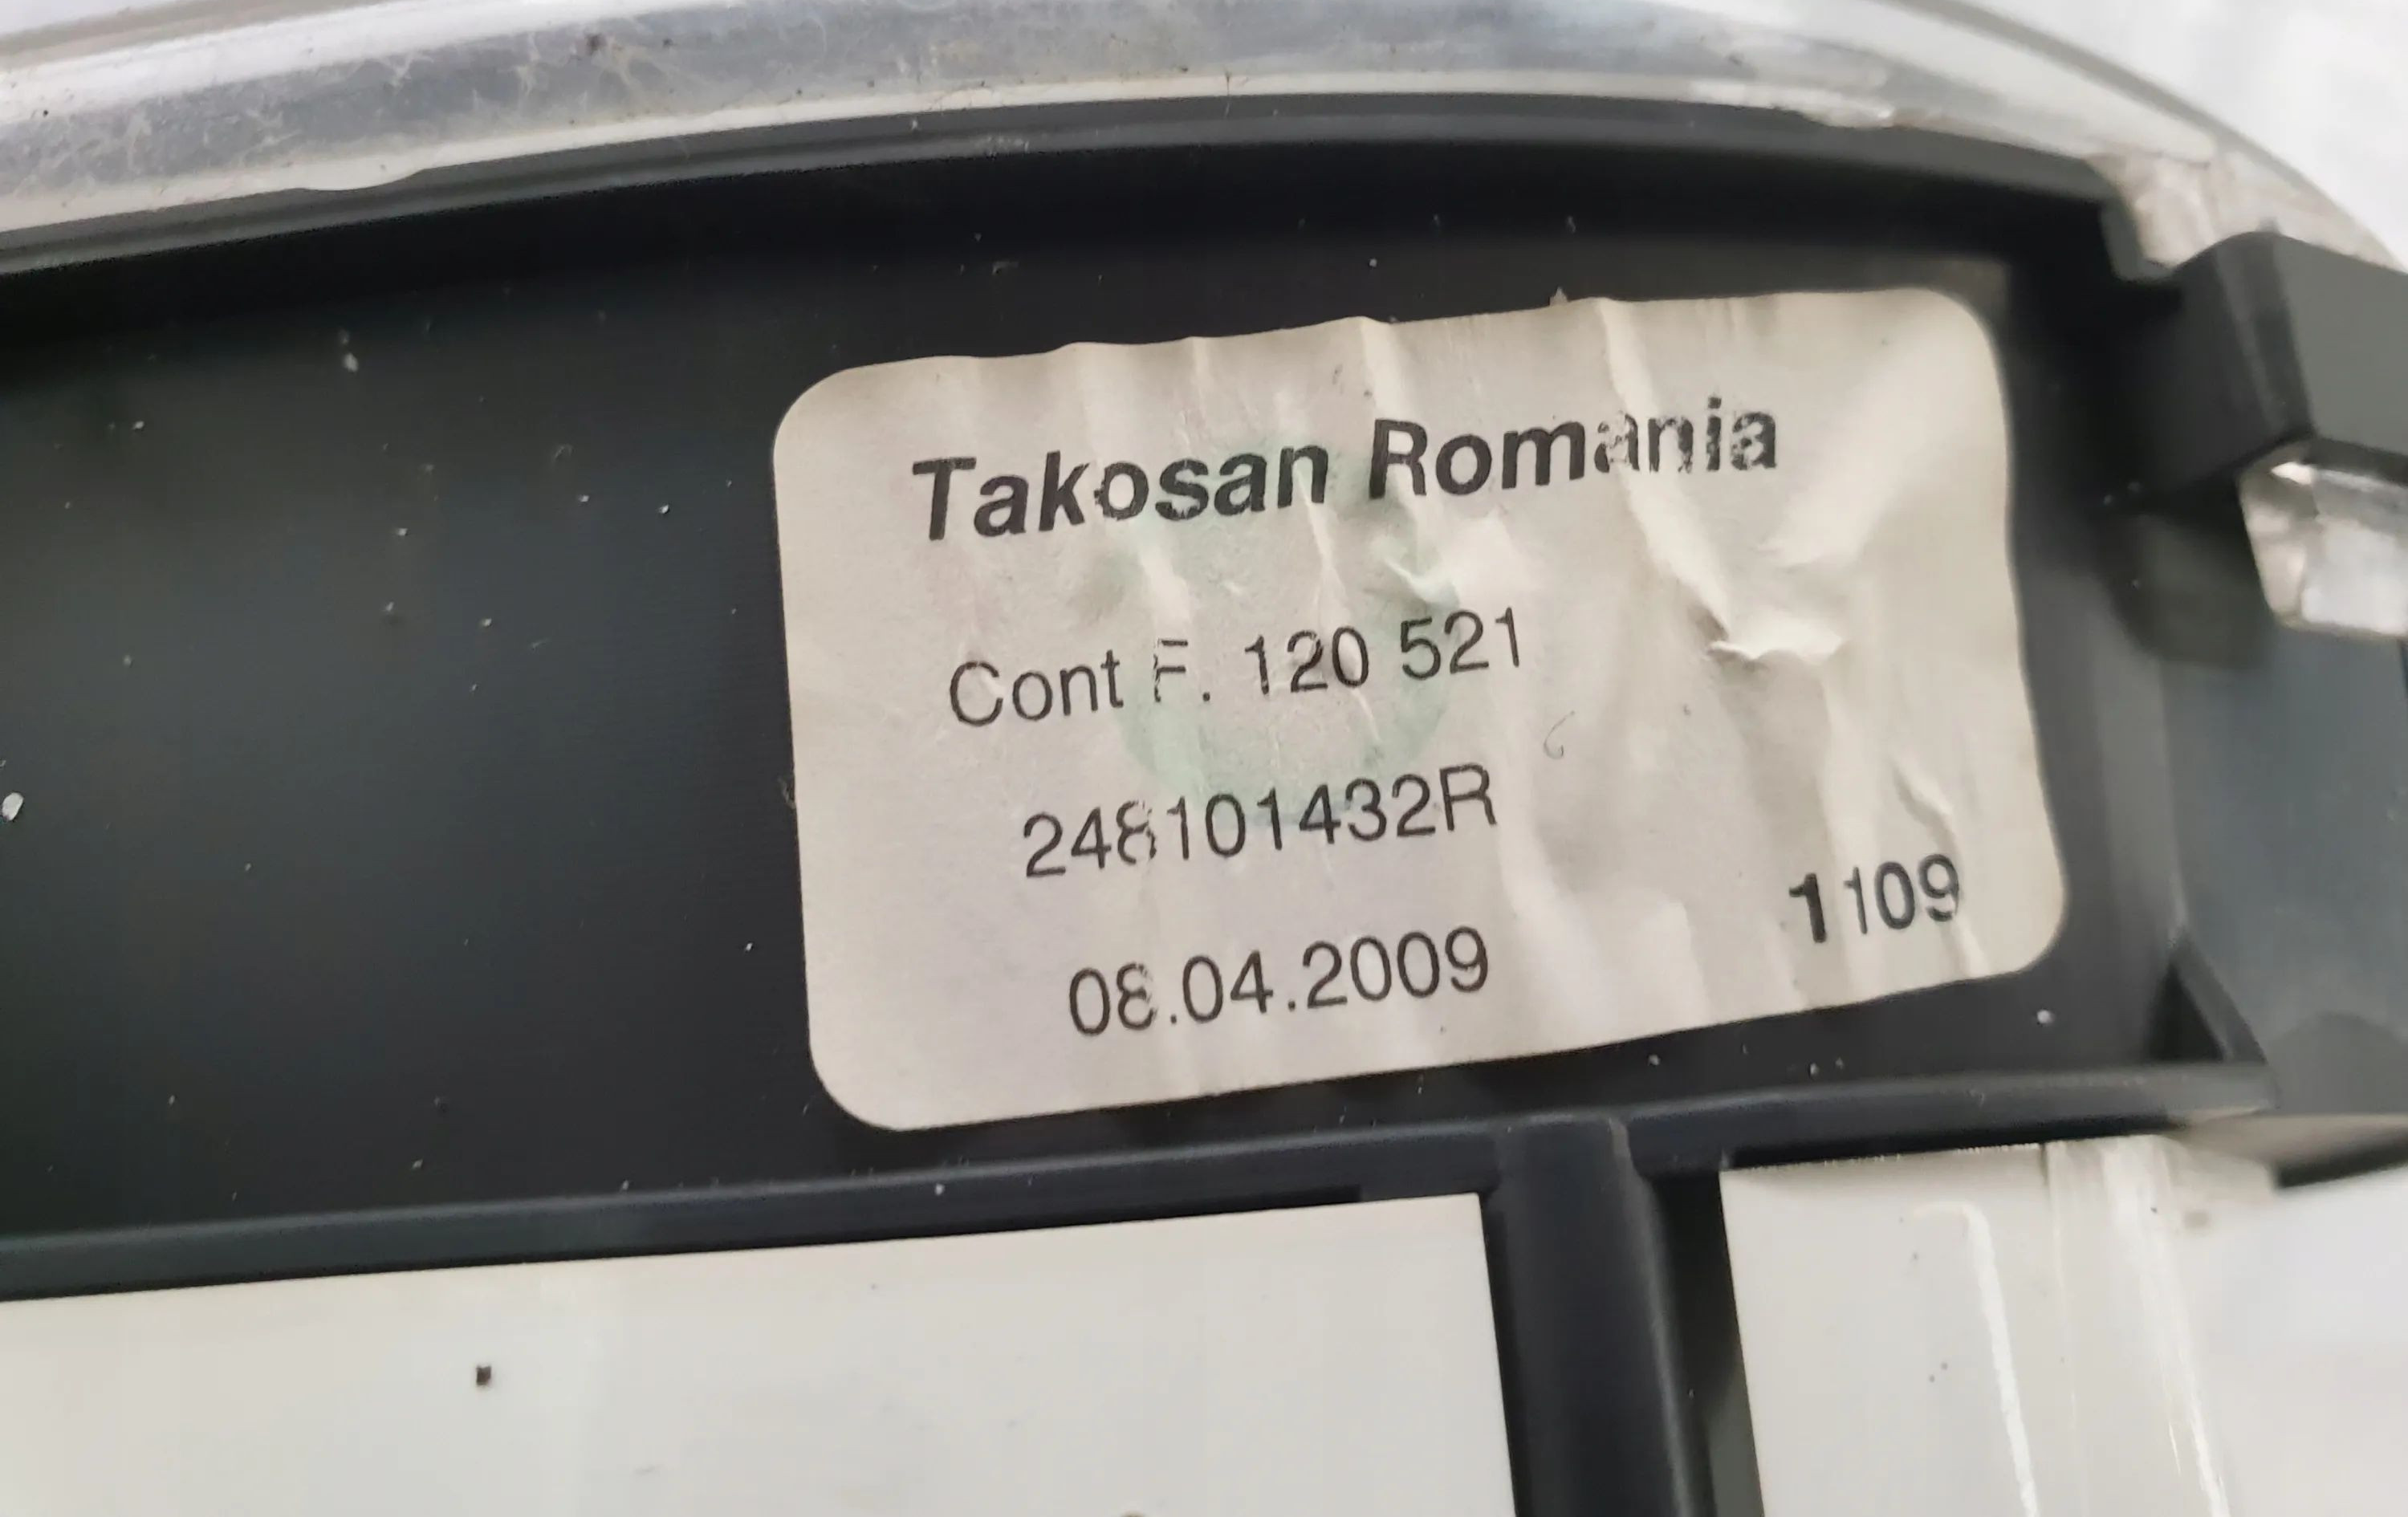 Takosan Romania
Cont F. 120 521
248101432R
08.04.2009 1109